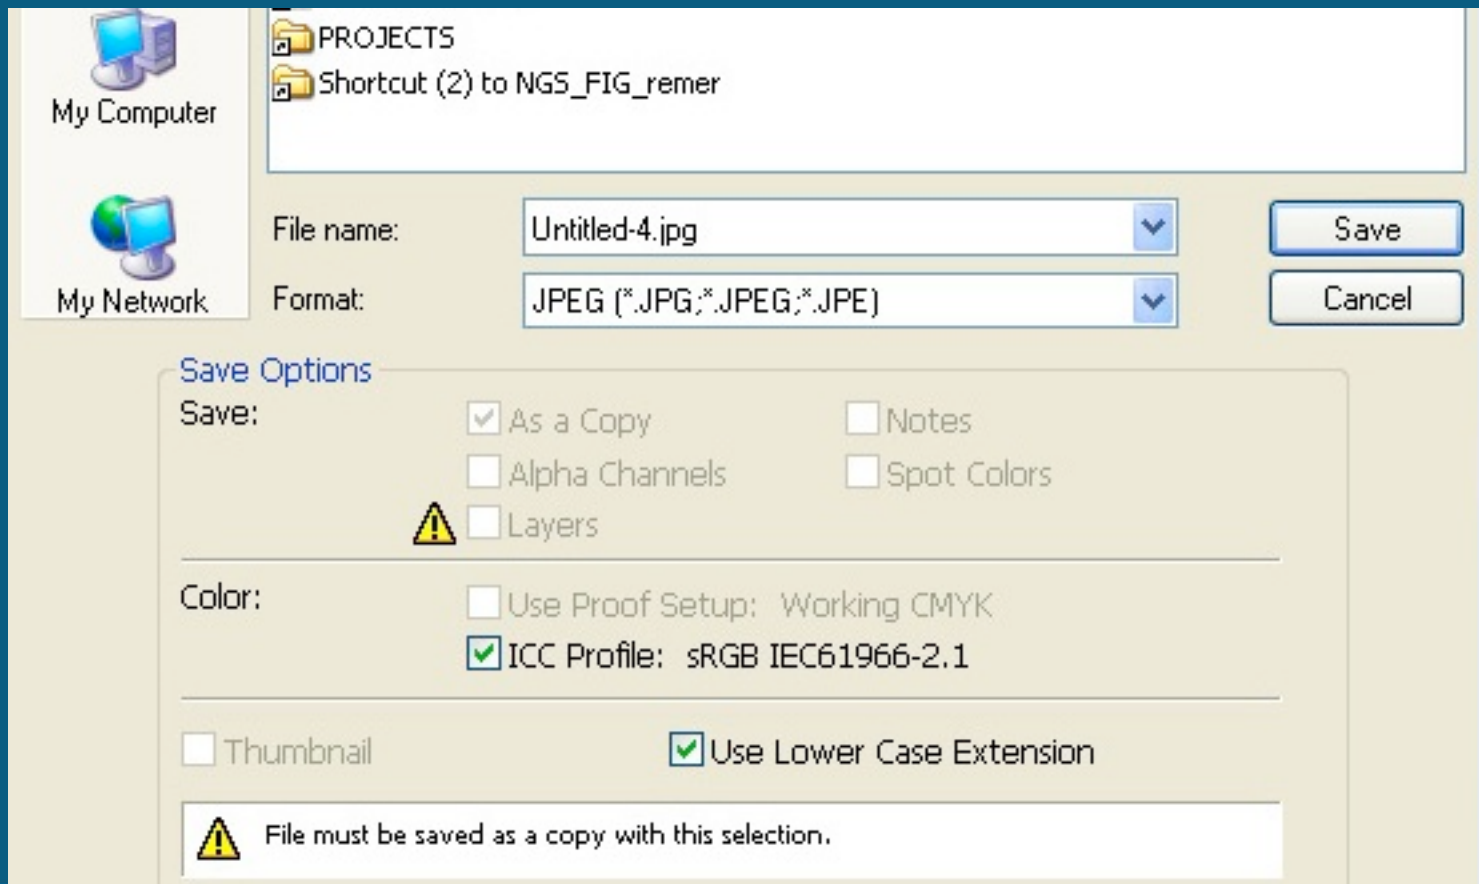 PROJECTS
Shortcut (2) to NGS_FIG_remer
My Computer
My Network
File name: Untitled-4.jpg Save
Format: JPEG (*.JPG;*.JPEG;*.JPE) Cancel
Save Options
Save: As a Copy Notes
Alpha Channels Spot Colors
Layers
Color: Use Proof Setup: Working CMYK
ICC Profile: sRGB IEC61966-2.1
Thumbnail Use Lower Case Extension
File must be saved as a copy with this selection.